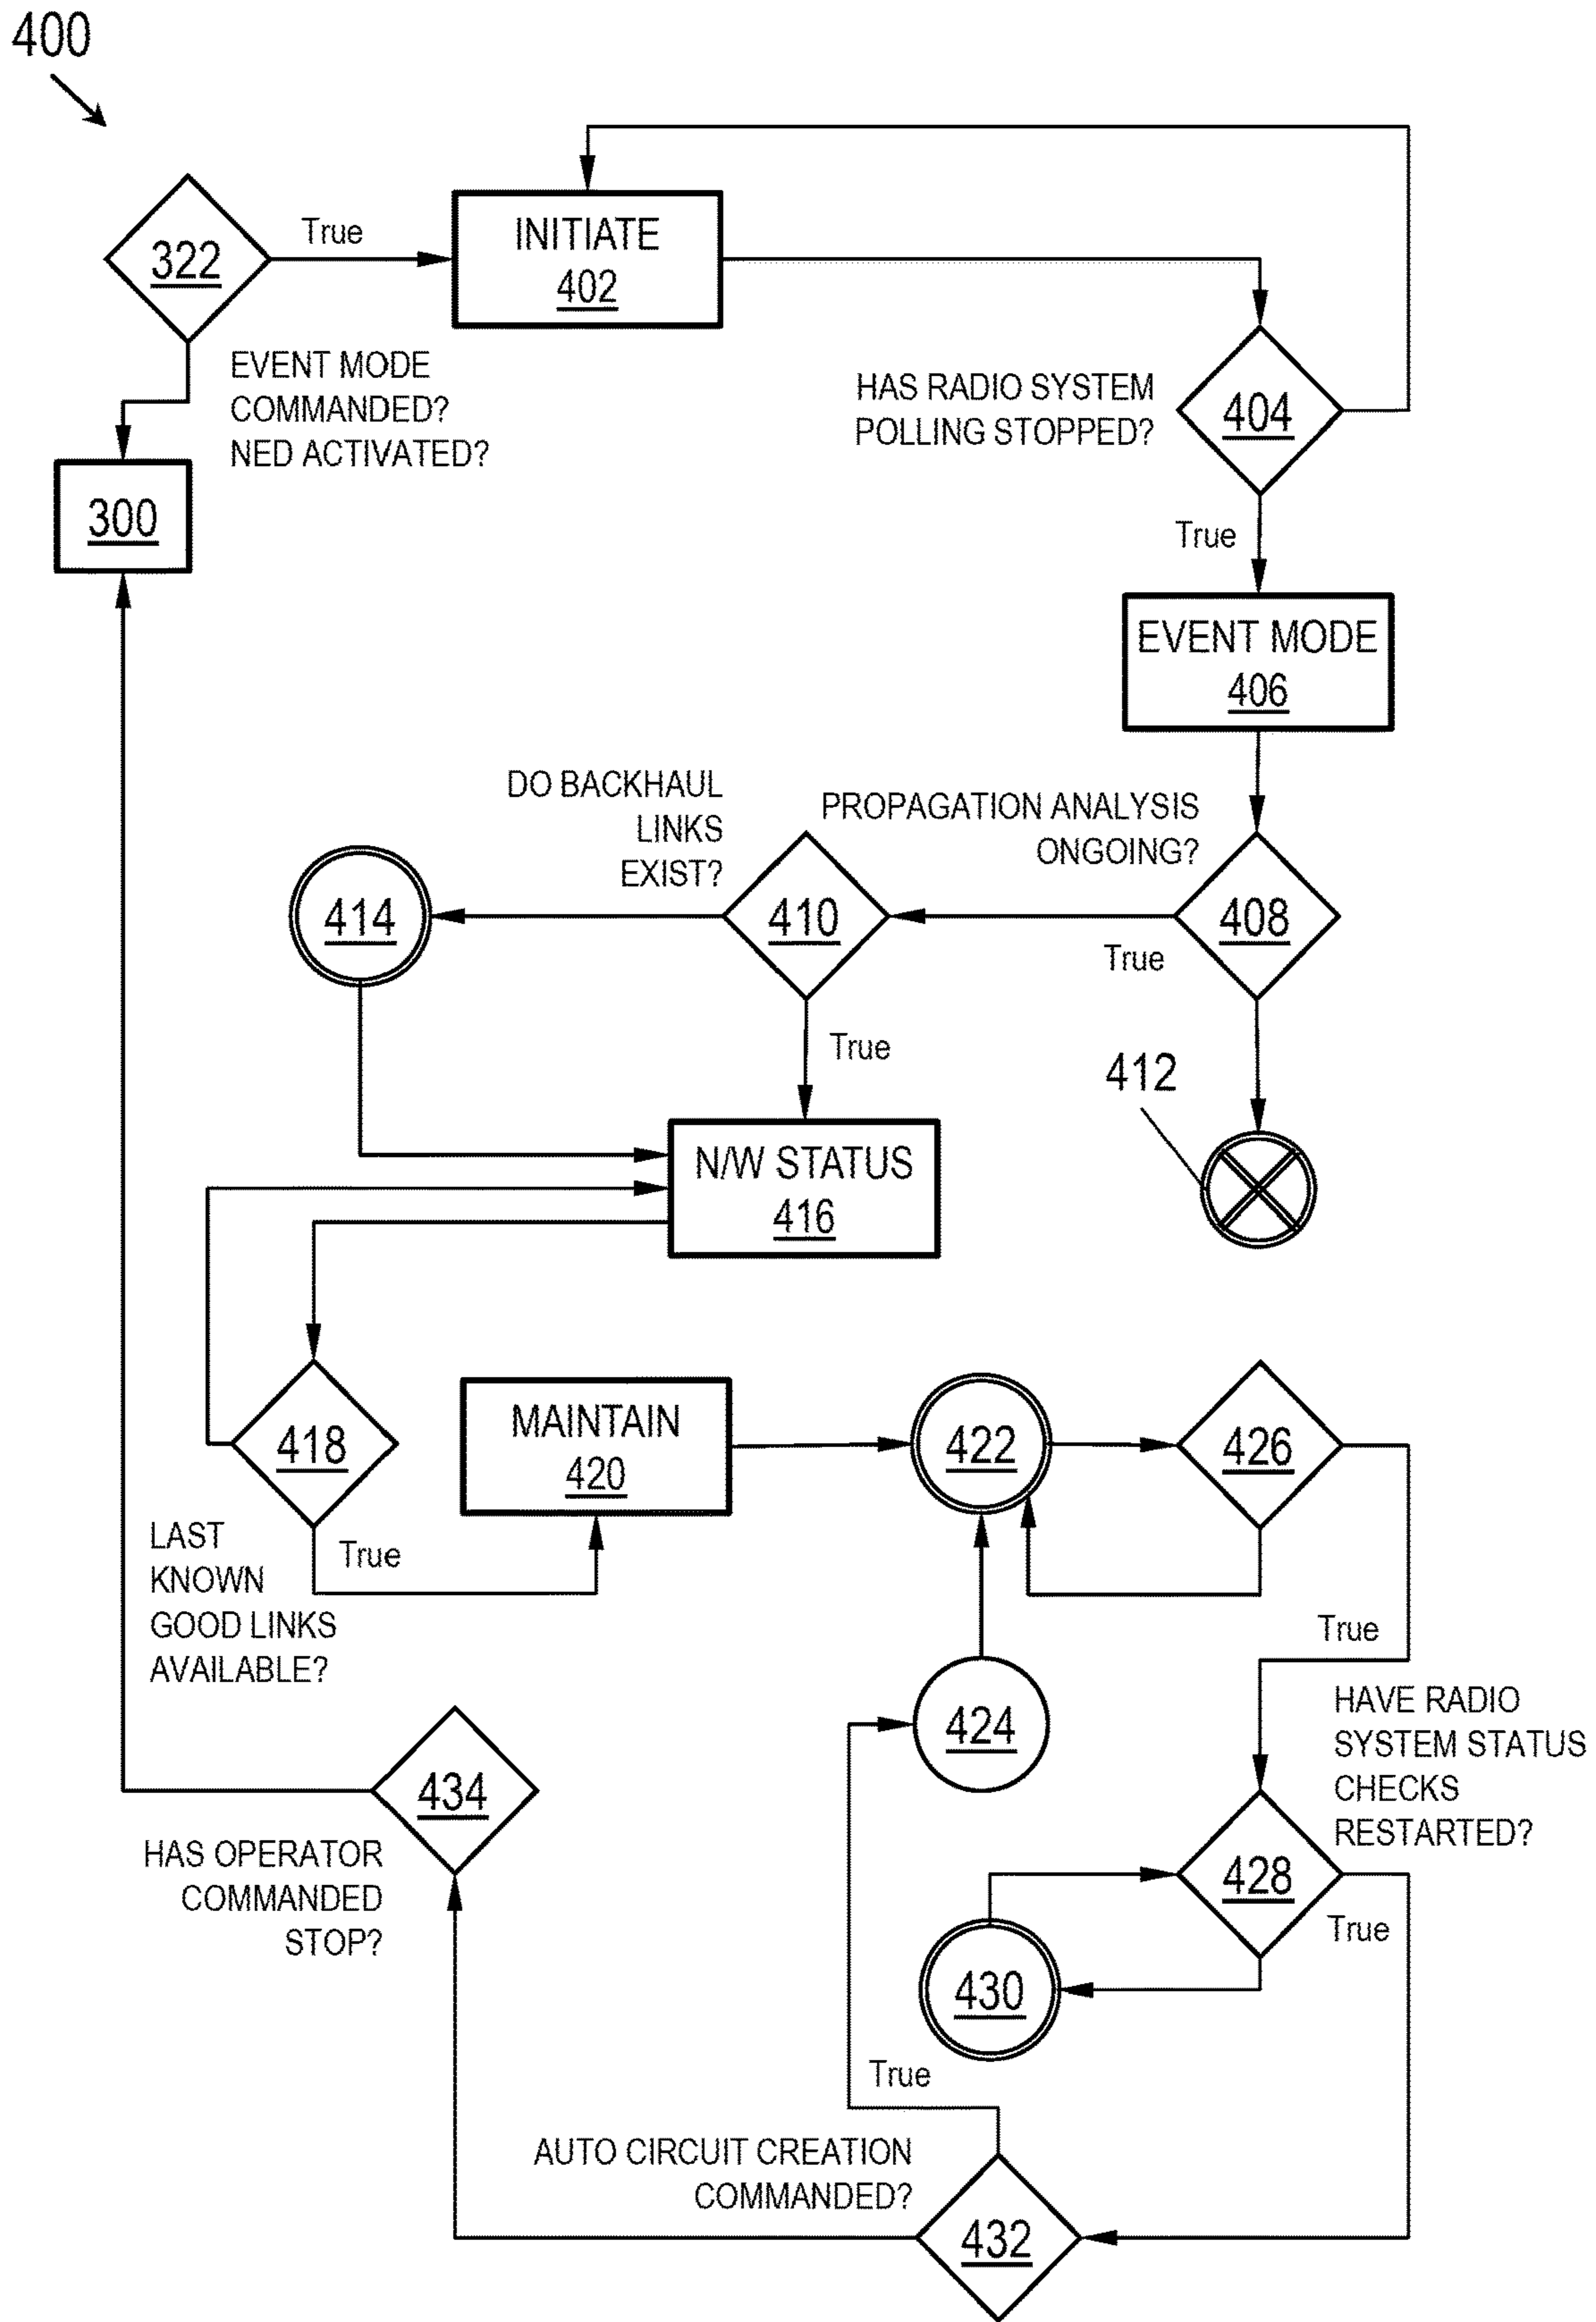 400
322
True
INITIATE
402
EVENT MODE
COMMANDED?
NED ACTIVATED?
HAS RADIO SYSTEM
POLLING STOPPED?
404
300
True
EVENT MODE
406
DO BACKHAUL
LINKS
EXIST?
PROPAGATION ANALYSIS
ONGOING?
414
410
408
True
True
412
N/W STATUS
416
418
MAINTAIN
420
422
426
LAST
KNOWN
GOOD LINKS
AVAILABLE?
True
True
424
HAVE RADIO
SYSTEM STATUS
CHECKS
RESTARTED?
434
HAS OPERATOR
COMMANDED
STOP?
428
True
430
True
AUTO CIRCUIT CREATION
COMMANDED?
432